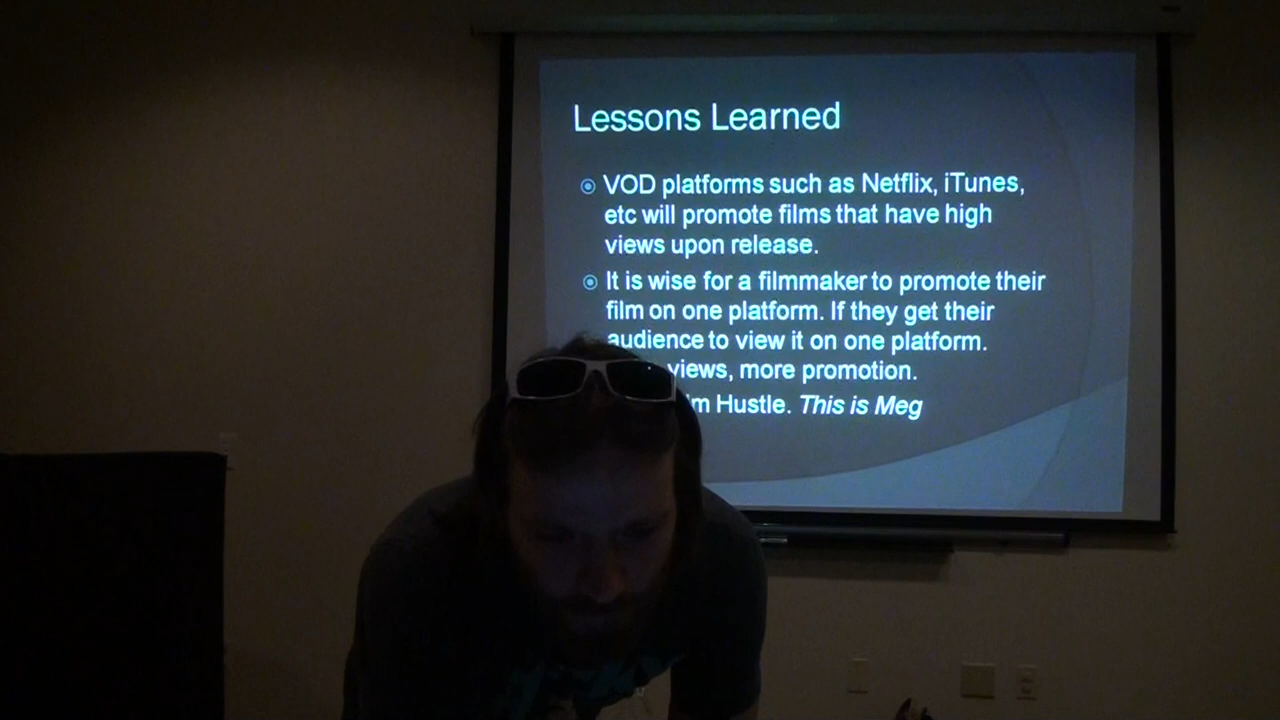 Lessons Learned
VOD platforms such as Netflix, iTunes,
etc will promote films that have high
views upon release.
It is wise for a filmmaker to promote their
film on one platform. If they get their
audience to view it on one platform.
views, more promotion.
Hustle. This is Meg